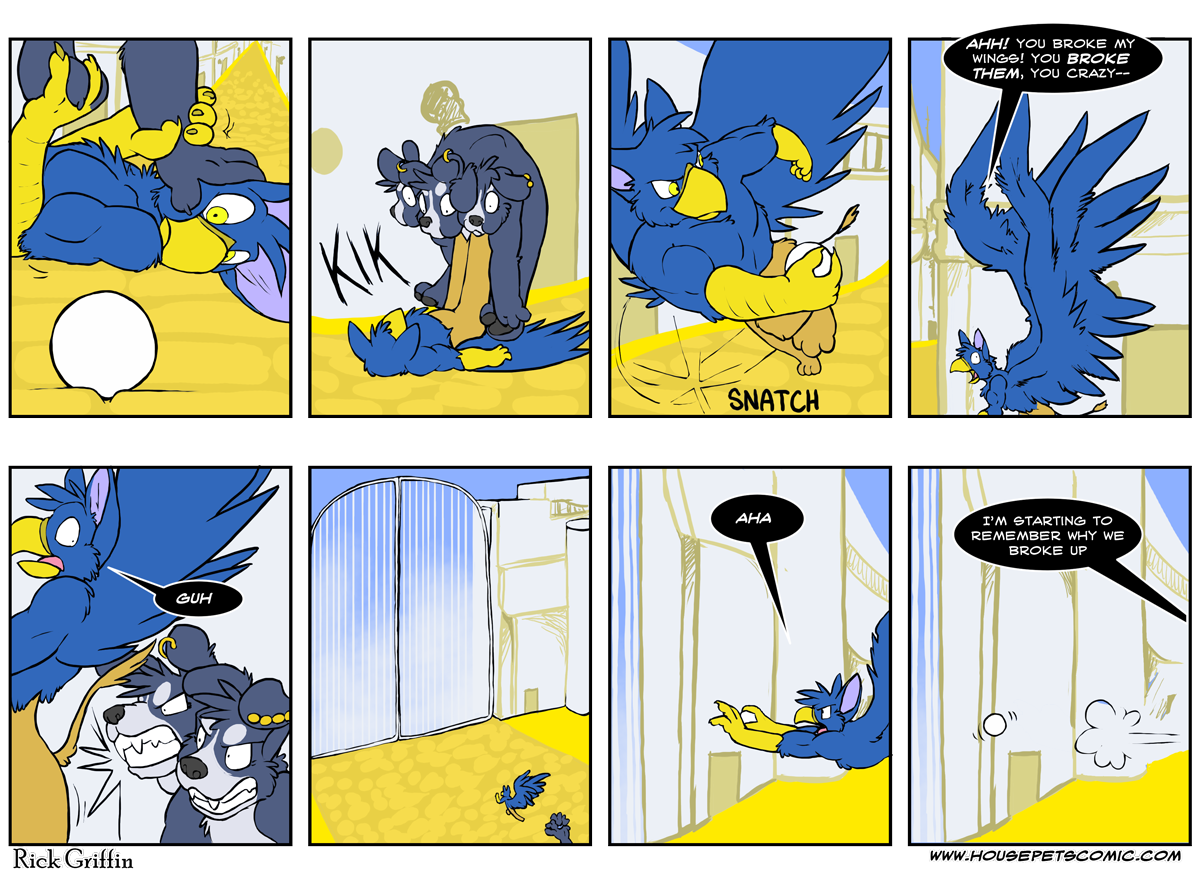 KIK
SNATCH
AHH! YOU BROKE MY
WINGS! YOU BROKE
THEM, YOU CRAZY--
GUH
AHA
I'M STARTING TO
REMEMBER WHY WE
BROKE UP
Rick Griffin
WWW.HOUSEPETSCOMIC.COM